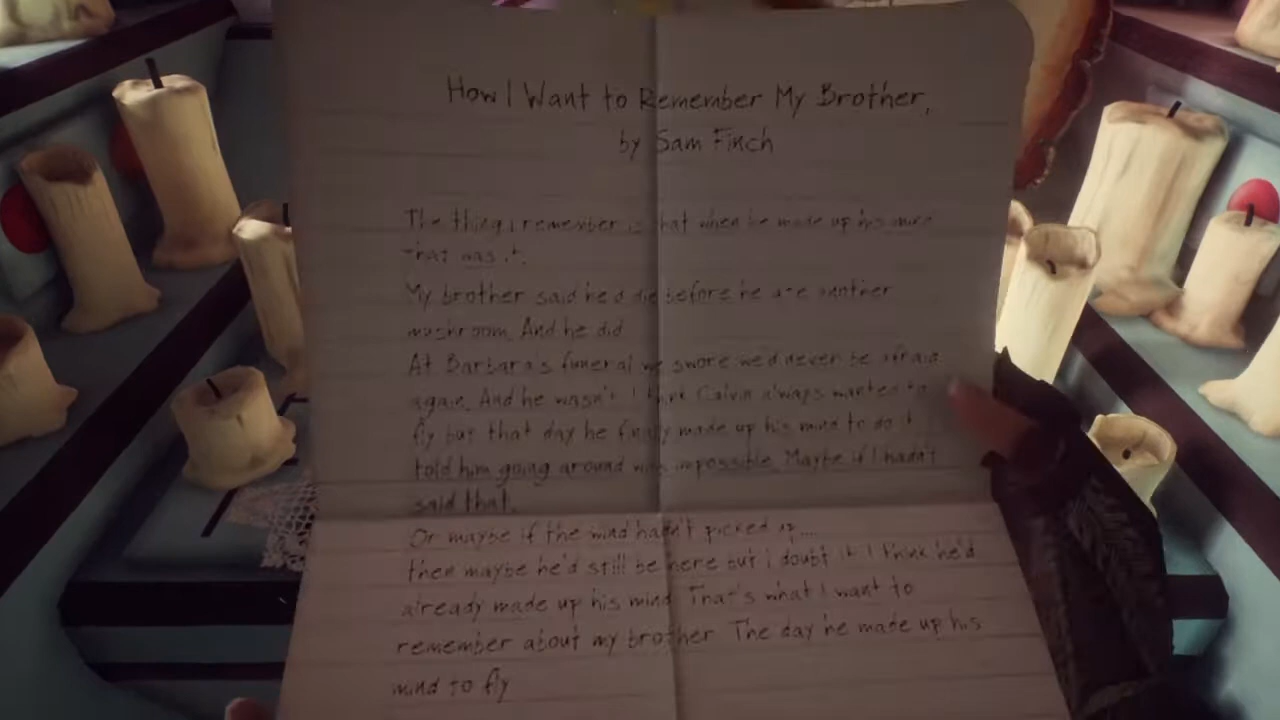 How I Want to Remember My Brother,
by Sam Finch
The thing i remember is that when he made up his mind
that was it.
My brother said he'd die before he ate another
mushroom. And he did
At Barbara's funeral we swore we'd never be afraid
again. And he wasn't I think Calvin always wanted to
fly but that day he finally made up his mind to do it I
told him going around was impossible. Maybe if I hadn't
said that.
Or maybe if the wind hadn't picked up....
then maybe he'd still be here but i doubt it I think he'd
already made up his mind That's what I want to
remember about my brother The day he made up his
mind to fly